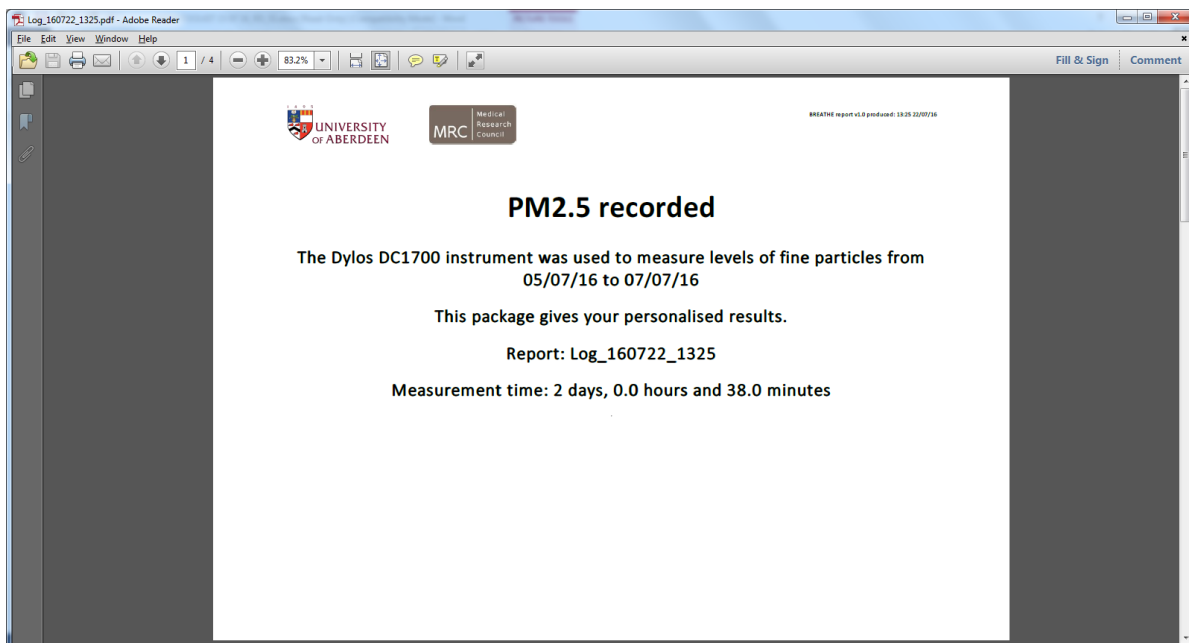 Log_160722_1325.pdf - Adobe Reader
File Edit View Window Help
1 / 4 83.2% Fill & Sign Comment
UNIVERSITY
OF ABERDEEN
MRC
Medical
Research
Council
BREATHE report v1.0 produced: 13:25 22/07/16
PM2.5 recorded
The Dylos DC1700 instrument was used to measure levels of fine particles from
05/07/16 to 07/07/16
This package gives your personalised results.
Report: Log_160722_1325
Measurement time: 2 days, 0.0 hours and 38.0 minutes